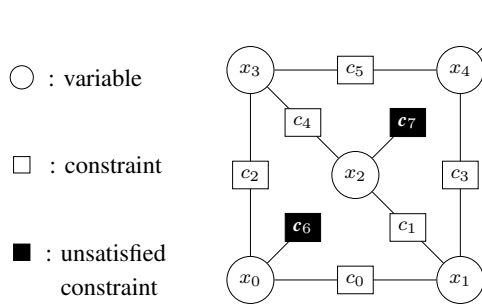 : variable
: constraint
: unsatisfied
constraint
x₃ c₅ x₄
c₄ c₇
c₂ x₂ c₃
c₆ c₁
x₀ c₀ x₁